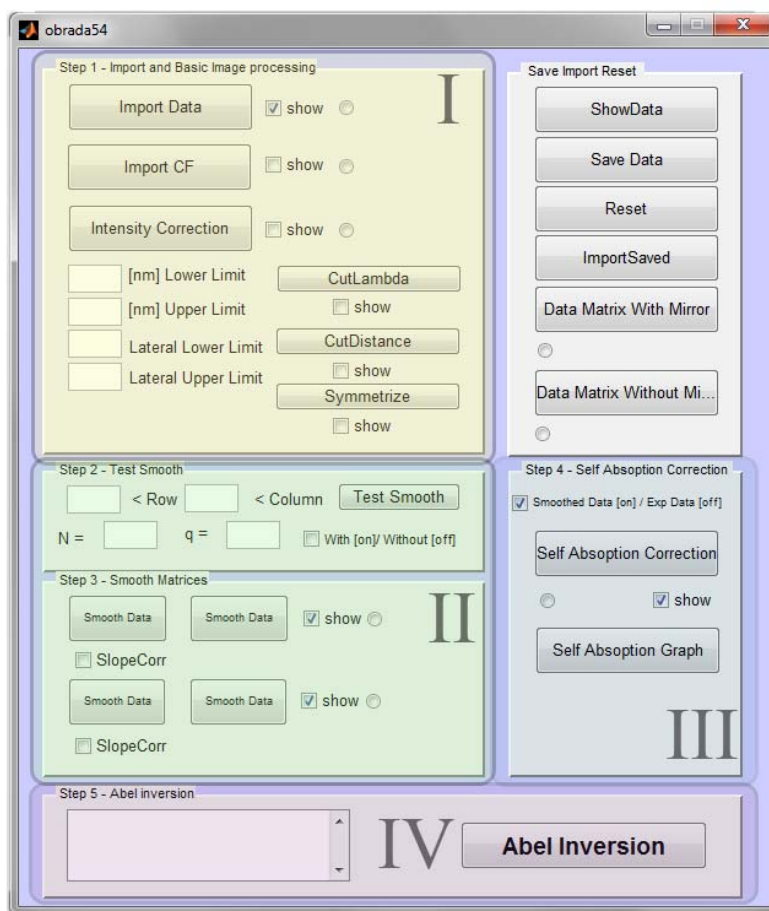 obrada54
Step 1 - Import and Basic Image processing
I
Import Data show
Import CF show
Intensity Correction show
[nm] Lower Limit CutLambda
[nm] Upper Limit show
Lateral Lower Limit CutDistance
Lateral Upper Limit show
Symmetrize
show
Save Import Reset
ShowData
Save Data
Reset
ImportSaved
Data Matrix With Mirror
Data Matrix Without Mi...
Step 2 - Test Smooth
< Row < Column Test Smooth
N = q = With [on]/ Without [off]
Step 3 - Smooth Matrices
II
Smooth Data Smooth Data show
SlopeCorr
Smooth Data Smooth Data show
SlopeCorr
Step 4 - Self Absoption Correction
Smoothed Data [on] / Exp Data [off]
Self Absoption Correction
show
Self Absoption Graph
III
Step 5 - Abel inversion
IV Abel Inversion